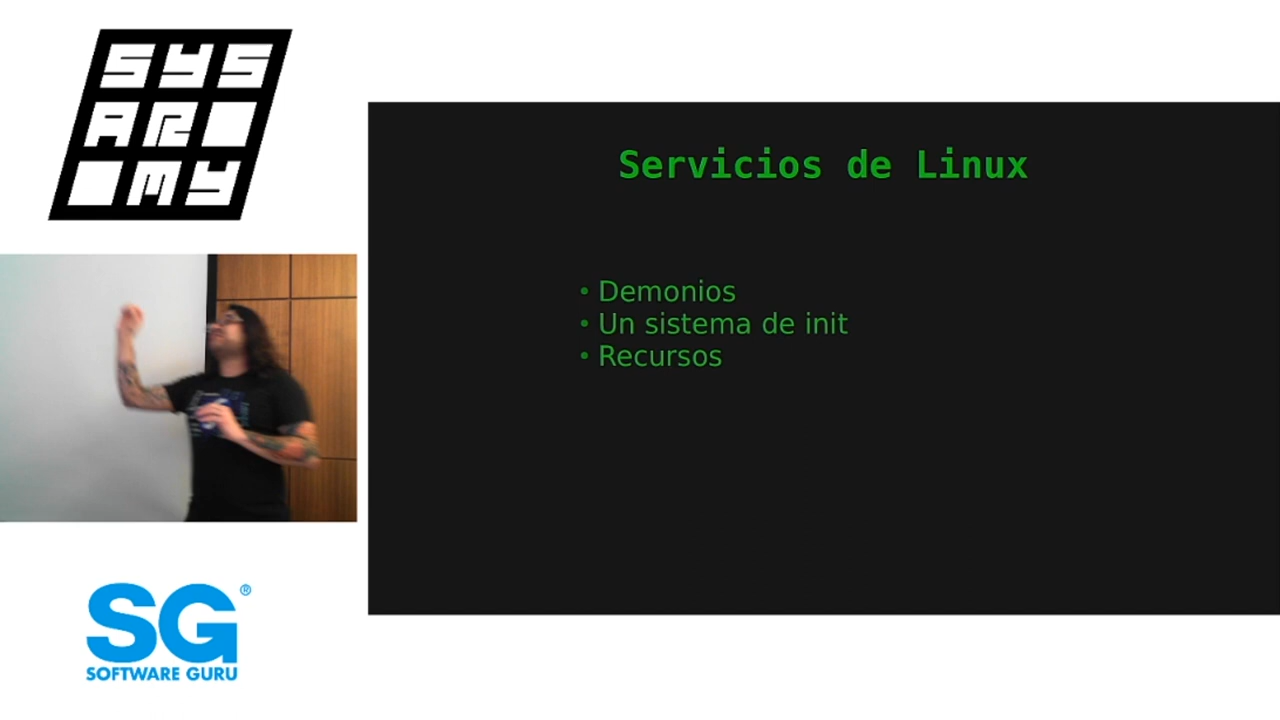 SYS
AR
MY
Servicios de Linux
• Demonios
• Un sistema de init
• Recursos
SG®
SOFTWARE GURU